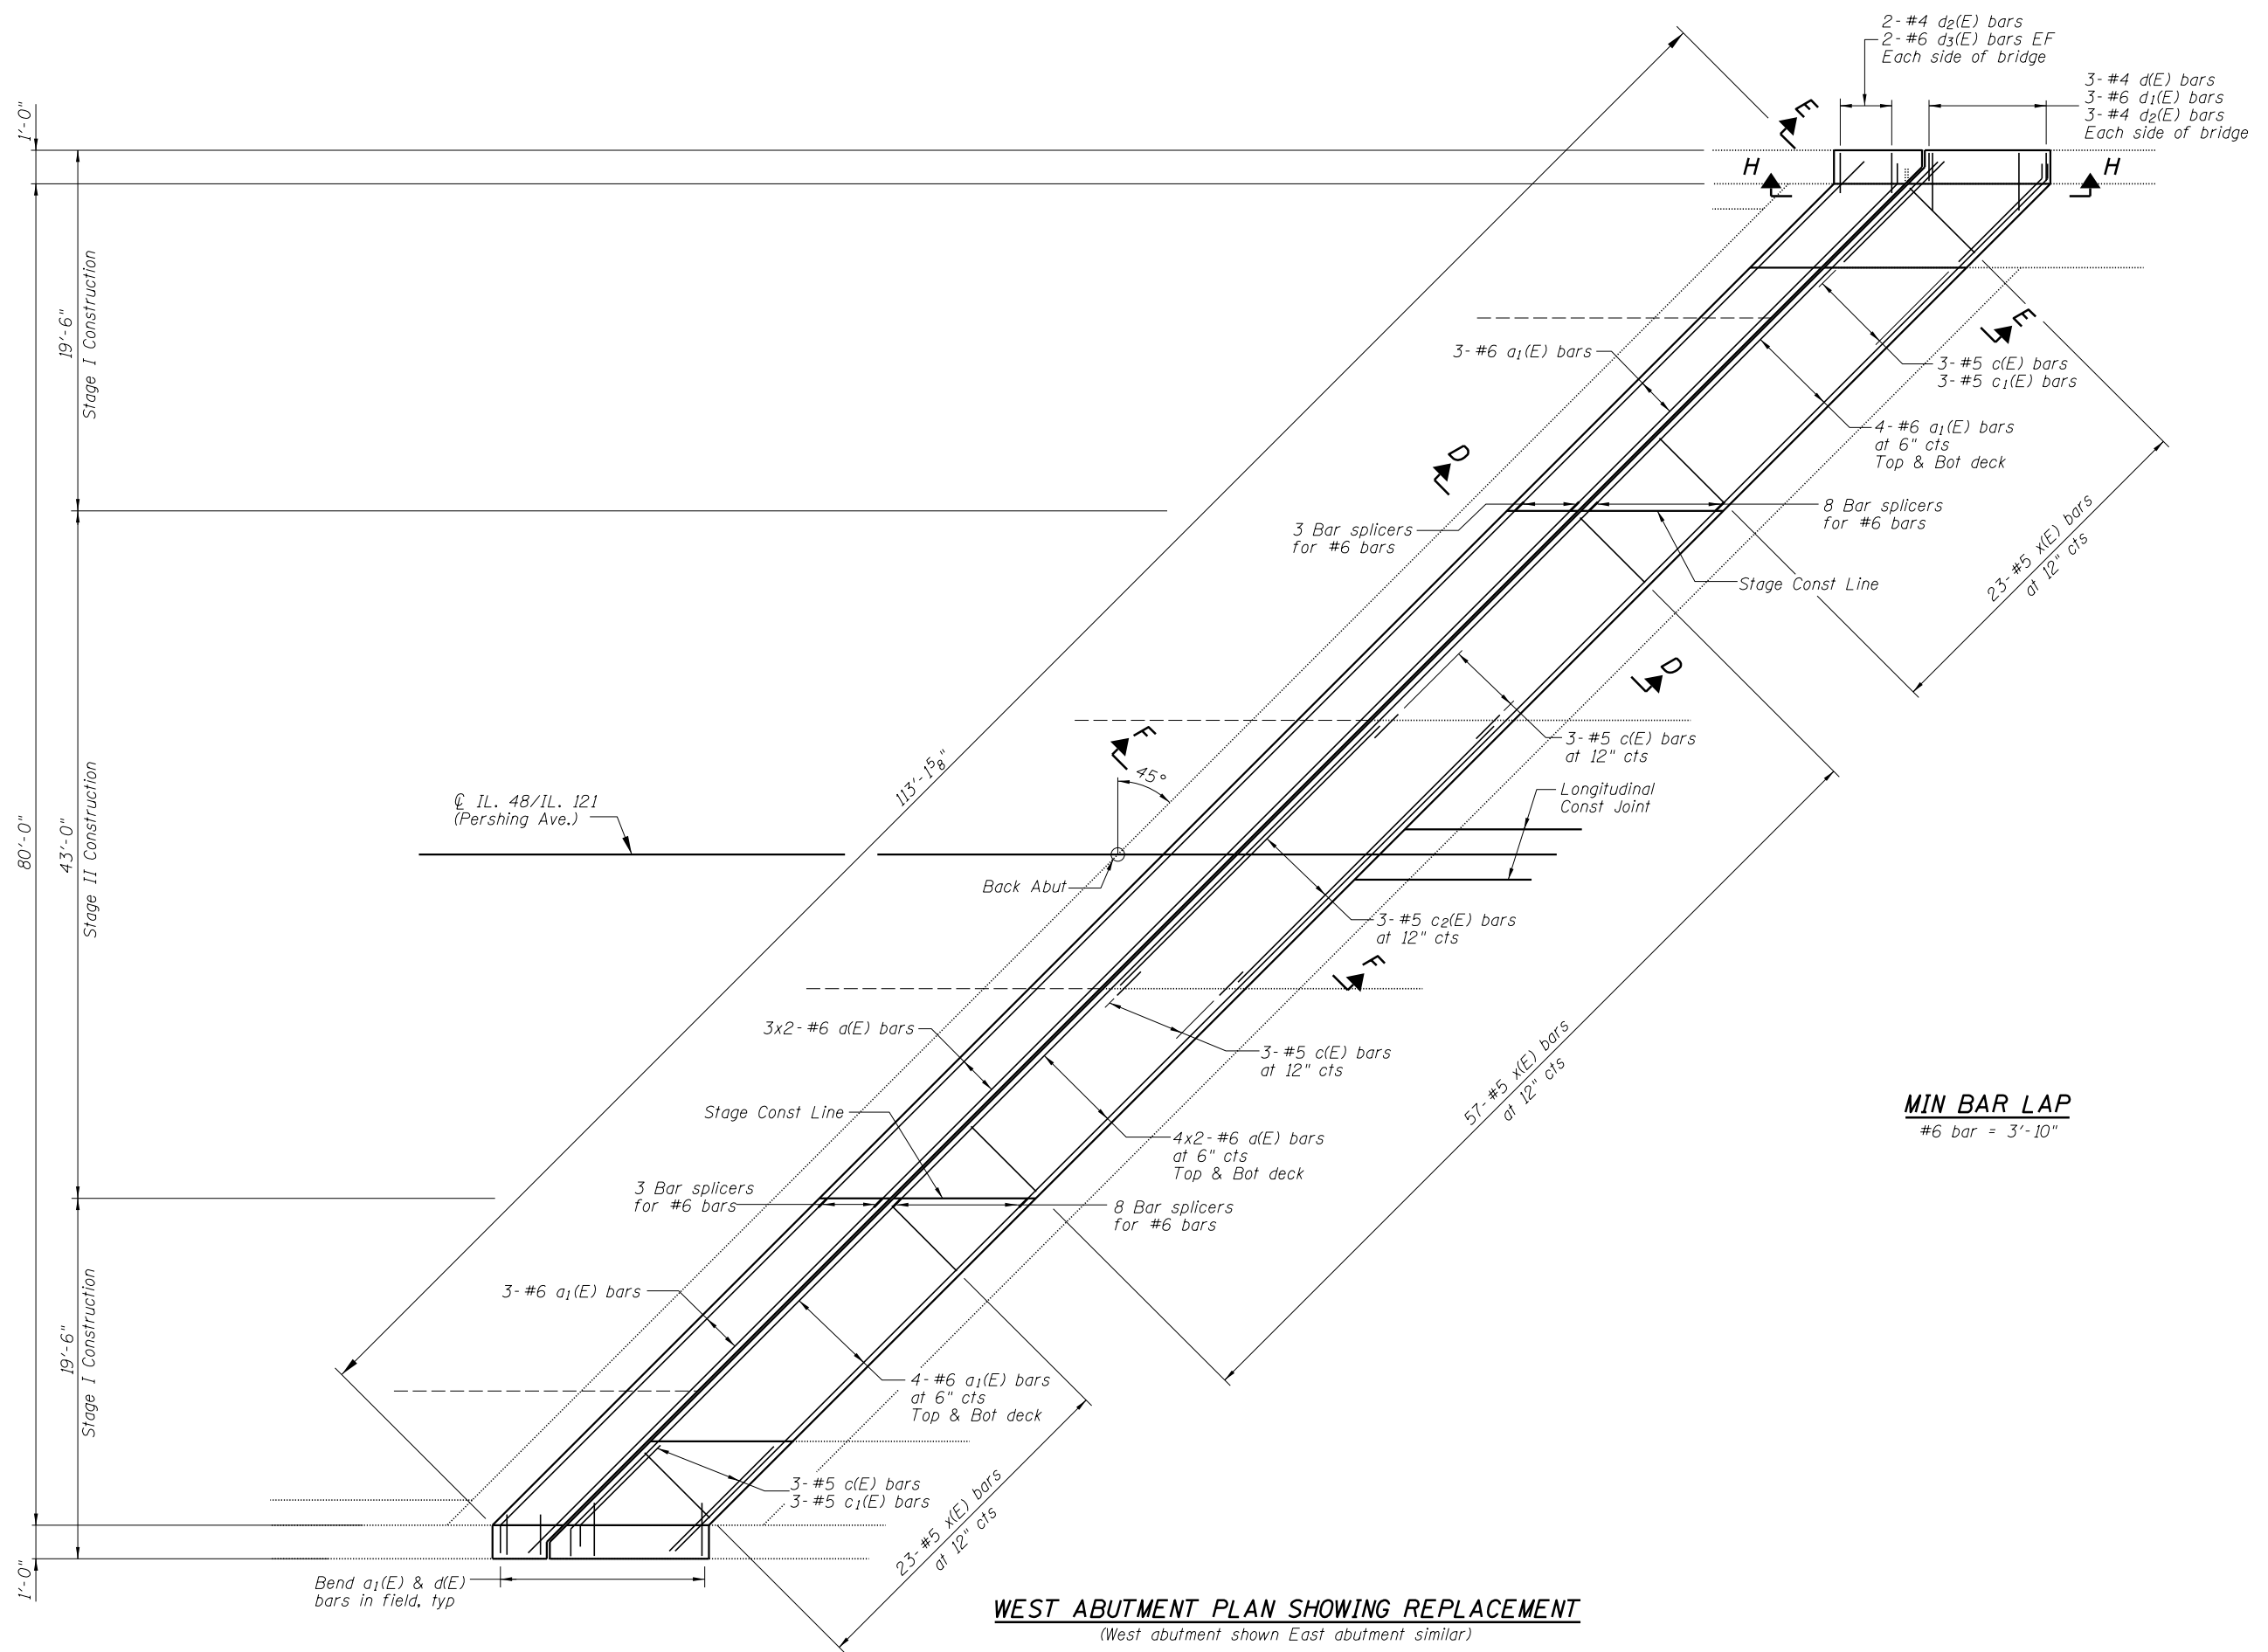 2-#4 d2(E) bars
2-#6 d3(E) bars EF
Each side of bridge
3-#4 d(E) bars
3-#6 d1(E) bars
3-#4 d2(E) bars
Each side of bridge
1'-0"
E
H
H
19'-6"
Stage I Construction
3-#6 a1(E) bars
E
3-#5 c(E) bars
3-#5 c1(E) bars
4-#6 a1(E) bars
at 6" cts
Top & Bot deck
D
3 Bar splicers
for #6 bars
8 Bar splicers
for #6 bars
23-#5 x(E) bars
at 12" cts
Stage Const Line
D
F
3-#5 c(E) bars
at 12" cts
113'-1 5/8"
45°
℄ IL. 48/IL. 121
(Pershing Ave.)
Longitudinal
Const Joint
80'-0"
43'-0"
Stage II Construction
Back Abut
3-#5 c2(E) bars
at 12" cts
F
3x2-#6 a(E) bars
3-#5 c(E) bars
at 12" cts
57-#5 x(E) bars
at 12" cts
MIN BAR LAP
#6 bar = 3'-10"
Stage Const Line
4x2-#6 a(E) bars
at 6" cts
Top & Bot deck
3 Bar splicers
for #6 bars
8 Bar splicers
for #6 bars
19'-6"
Stage I Construction
3-#6 a1(E) bars
4-#6 a1(E) bars
at 6" cts
Top & Bot deck
3-#5 c(E) bars
3-#5 c1(E) bars
23-#5 x(E) bars
at 12" cts
1'-0"
Bend a1(E) & d(E)
bars in field, typ
WEST ABUTMENT PLAN SHOWING REPLACEMENT
(West abutment shown East abutment similar)